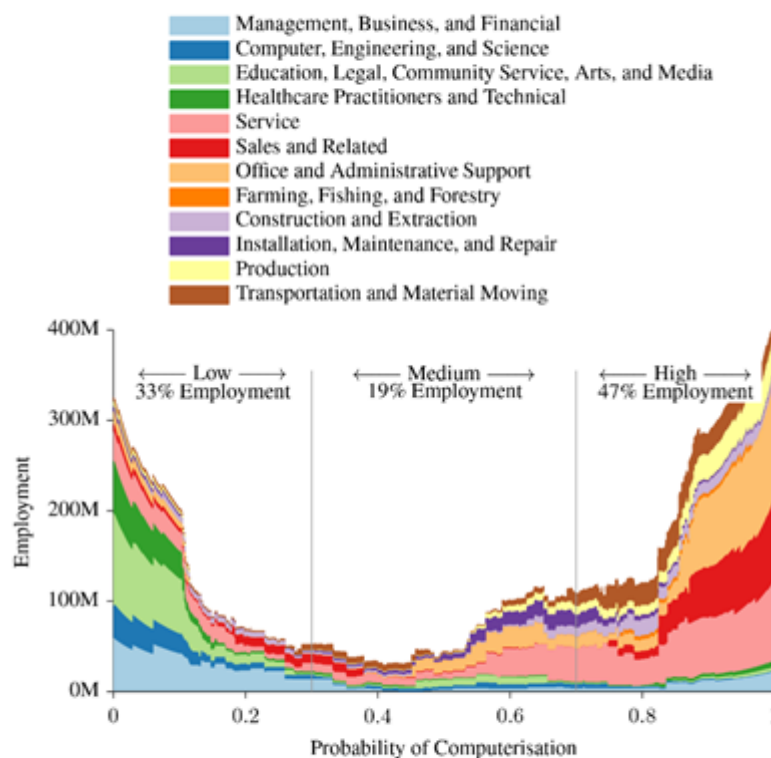 Management, Business, and Financial
Computer, Engineering, and Science
Education, Legal, Community Service, Arts, and Media
Healthcare Practitioners and Technical
Service
Sales and Related
Office and Administrative Support
Farming, Fishing, and Forestry
Construction and Extraction
Installation, Maintenance, and Repair
Production
Transportation and Material Moving
400M
300M
200M
100M
0M
Employment
← Low →
33% Employment
← Medium →
19% Employment
← High →
47% Employment
0 0.2 0.4 0.6 0.8
Probability of Computerisation